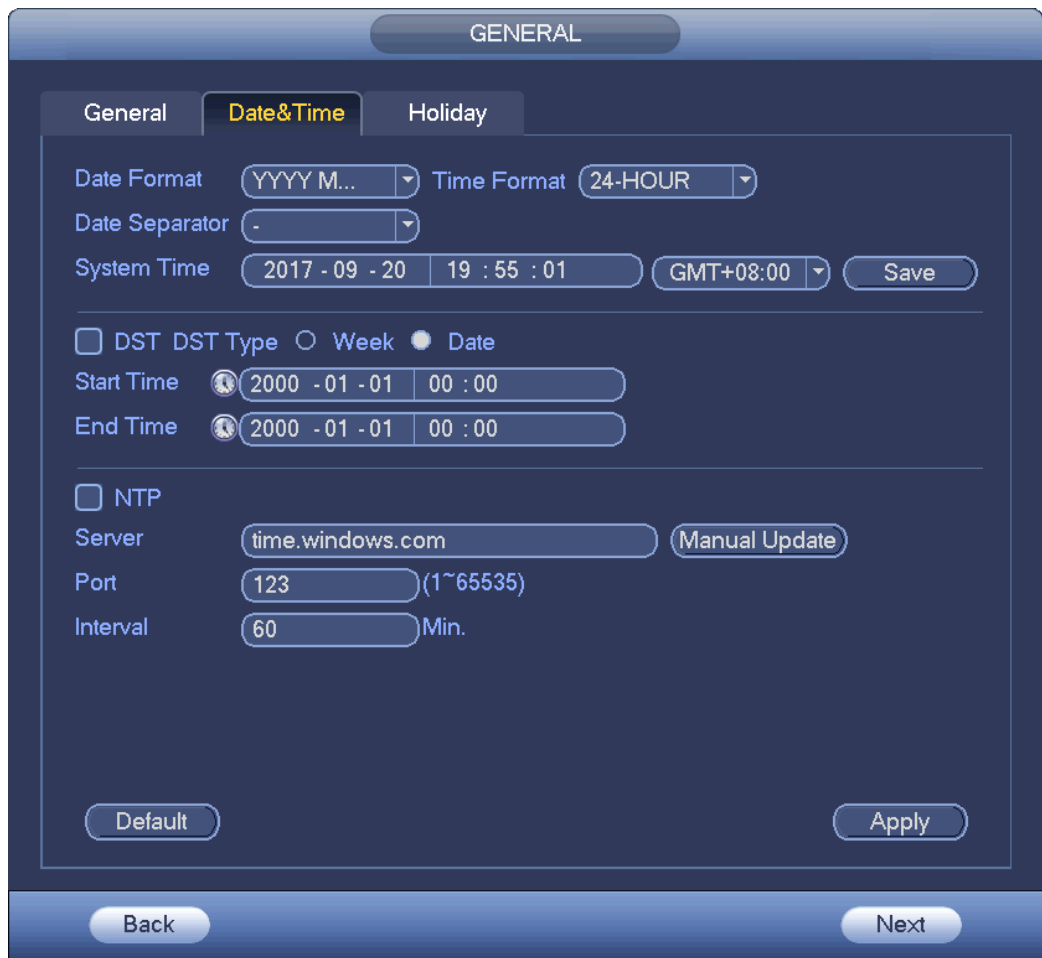 GENERAL
General Date&Time Holiday
Date Format YYYY M... Time Format 24-HOUR
Date Separator -
System Time 2017 - 09 - 20 19 : 55 : 01 GMT+08:00 Save
DST DST Type Week Date
Start Time 2000 - 01 - 01 00 : 00
End Time 2000 - 01 - 01 00 : 00
NTP
Server time.windows.com Manual Update
Port 123 (1~65535)
Interval 60 Min.
Default Apply
Back Next